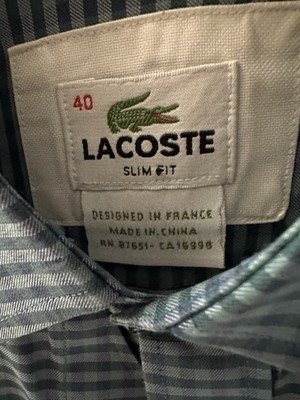 40
LACOSTE
SLIM FIT
DESIGNED IN FRANCE
MADE IN CHINA
RN 87651- CA16998